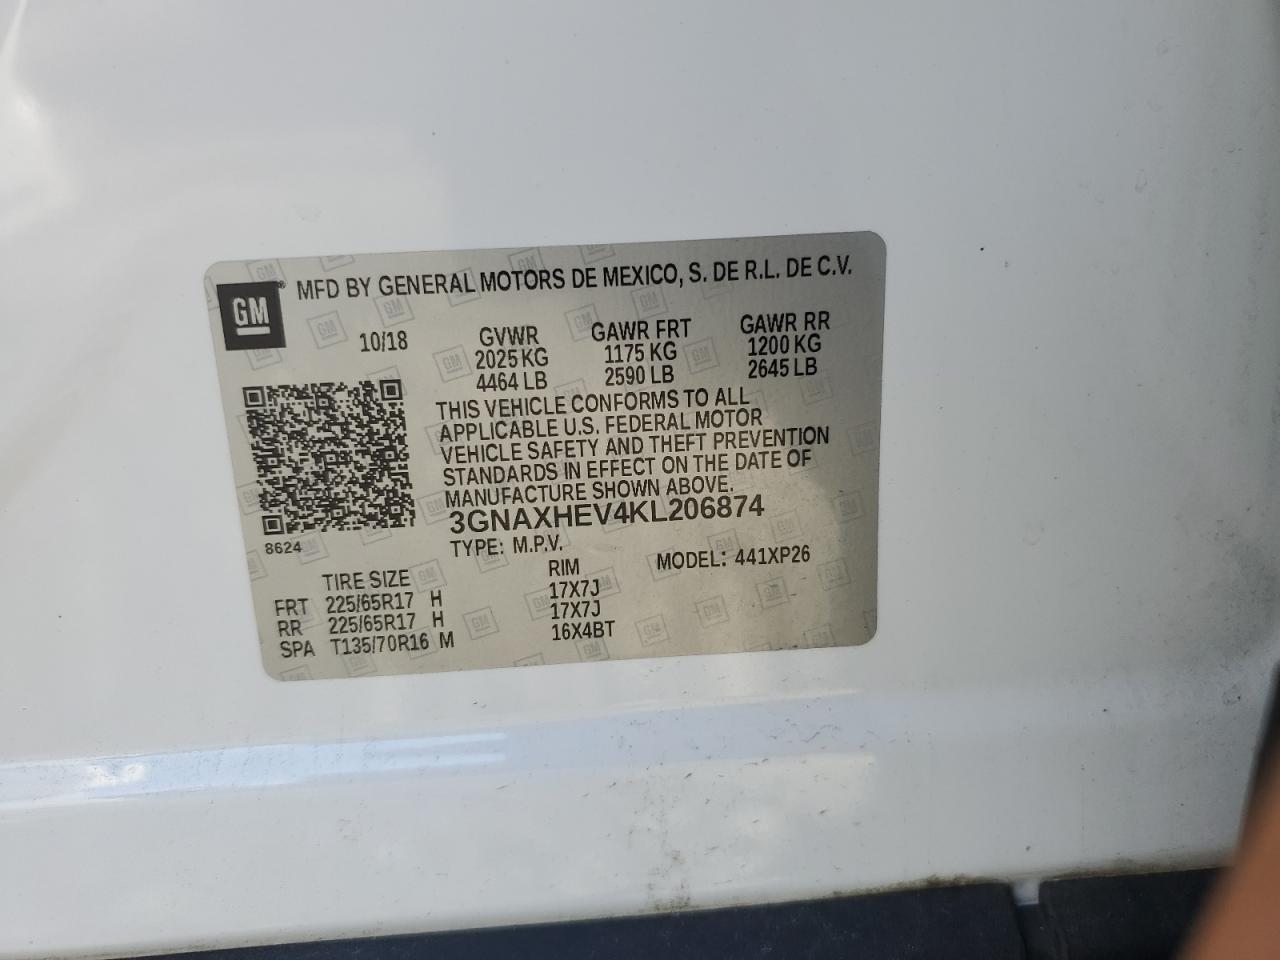 GM
MFD BY GENERAL MOTORS DE MEXICO, S. DE R.L. DE C.V.
10/18
GVWR GAWR FRT GAWR RR
2025 KG 1175 KG 1200 KG
4464 LB 2590 LB 2645 LB
THIS VEHICLE CONFORMS TO ALL
APPLICABLE U.S. FEDERAL MOTOR
VEHICLE SAFETY AND THEFT PREVENTION
STANDARDS IN EFFECT ON THE DATE OF
MANUFACTURE SHOWN ABOVE.
3GNAXHEV4KL206874
8624
TYPE: M.P.V. MODEL: 441XP26
TIRE SIZE RIM
FRT 225/65R17 H 17X7J
RR 225/65R17 H 17X7J
SPA T135/70R16 M 16X4BT